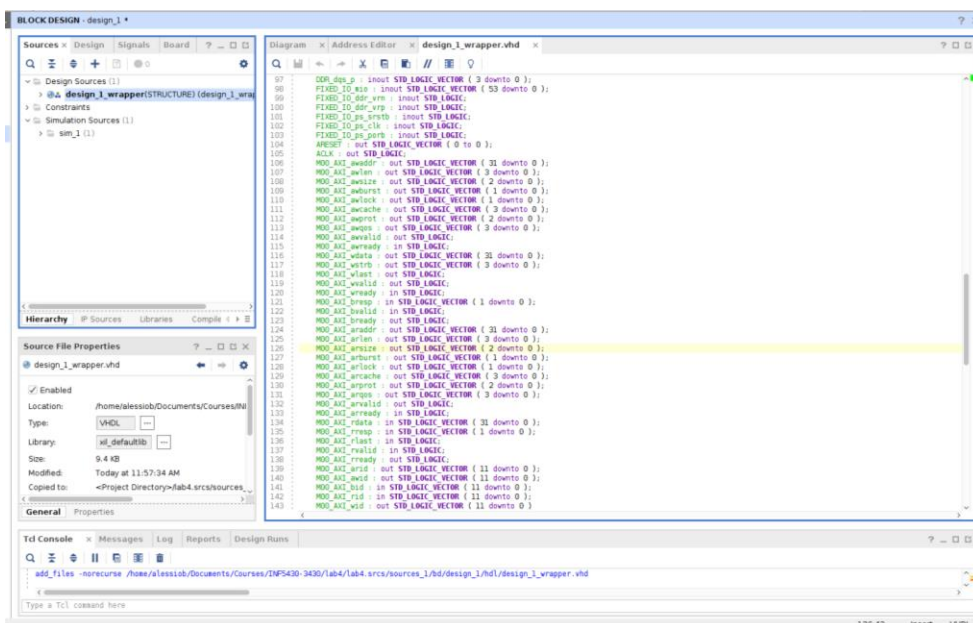 BLOCK DESIGN - design_1 *
Sources
Design
Signals
Board
Design Sources (1)
design_1_wrapper(STRUCTURE) (design_1_wrap
Constraints
Simulation Sources (1)
sim_1 (1)
Hierarchy
IP Sources
Libraries
Compile
Source File Properties
design_1_wrapper.vhd
Enabled
Location: /home/alessiob/Documents/Courses/INI
Type: VHDL
Library: xil_defaultlib
Size: 9.4 KB
Modified: Today at 11:57:34 AM
Copied to: <Project Directory>/lab4.srcs/sources_
General
Properties
Diagram
Address Editor
design_1_wrapper.vhd
97 DDR_dqs_p : inout STD_LOGIC_VECTOR ( 3 downto 0 );
98 FIXED_IO_mio : inout STD_LOGIC_VECTOR ( 53 downto 0 );
99 FIXED_IO_ddr_vrn : inout STD_LOGIC;
100 FIXED_IO_ddr_vrp : inout STD_LOGIC;
101 FIXED_IO_ps_srstb : inout STD_LOGIC;
102 FIXED_IO_ps_clk : inout STD_LOGIC;
103 FIXED_IO_ps_porb : inout STD_LOGIC;
104 ARESET : out STD_LOGIC_VECTOR ( 0 to 0 );
105 ACLK : out STD_LOGIC;
106 M00_AXI_awaddr : out STD_LOGIC_VECTOR ( 31 downto 0 );
107 M00_AXI_awlen : out STD_LOGIC_VECTOR ( 3 downto 0 );
108 M00_AXI_awsize : out STD_LOGIC_VECTOR ( 2 downto 0 );
109 M00_AXI_awburst : out STD_LOGIC_VECTOR ( 1 downto 0 );
110 M00_AXI_awlock : out STD_LOGIC_VECTOR ( 1 downto 0 );
111 M00_AXI_awcache : out STD_LOGIC_VECTOR ( 3 downto 0 );
112 M00_AXI_awprot : out STD_LOGIC_VECTOR ( 2 downto 0 );
113 M00_AXI_awqos : out STD_LOGIC_VECTOR ( 3 downto 0 );
114 M00_AXI_awvalid : out STD_LOGIC;
115 M00_AXI_awready : in STD_LOGIC;
116 M00_AXI_wdata : out STD_LOGIC_VECTOR ( 31 downto 0 );
117 M00_AXI_wstrb : out STD_LOGIC_VECTOR ( 3 downto 0 );
118 M00_AXI_wlast : out STD_LOGIC;
119 M00_AXI_wvalid : out STD_LOGIC;
120 M00_AXI_wready : in STD_LOGIC;
121 M00_AXI_bresp : in STD_LOGIC_VECTOR ( 1 downto 0 );
122 M00_AXI_bvalid : in STD_LOGIC;
123 M00_AXI_bready : out STD_LOGIC;
124 M00_AXI_araddr : out STD_LOGIC_VECTOR ( 31 downto 0 );
125 M00_AXI_arlen : out STD_LOGIC_VECTOR ( 3 downto 0 );
126 M00_AXI_arsize : out STD_LOGIC_VECTOR ( 2 downto 0 );
127 M00_AXI_arburst : out STD_LOGIC_VECTOR ( 1 downto 0 );
128 M00_AXI_arlock : out STD_LOGIC_VECTOR ( 1 downto 0 );
129 M00_AXI_arcache : out STD_LOGIC_VECTOR ( 3 downto 0 );
130 M00_AXI_arprot : out STD_LOGIC_VECTOR ( 2 downto 0 );
131 M00_AXI_arqos : out STD_LOGIC_VECTOR ( 3 downto 0 );
132 M00_AXI_arvalid : out STD_LOGIC;
133 M00_AXI_arready : in STD_LOGIC;
134 M00_AXI_rdata : in STD_LOGIC_VECTOR ( 31 downto 0 );
135 M00_AXI_rresp : in STD_LOGIC_VECTOR ( 1 downto 0 );
136 M00_AXI_rlast : in STD_LOGIC;
137 M00_AXI_rvalid : in STD_LOGIC;
138 M00_AXI_rready : out STD_LOGIC;
139 M00_AXI_arid : out STD_LOGIC_VECTOR ( 11 downto 0 );
140 M00_AXI_awid : out STD_LOGIC_VECTOR ( 11 downto 0 );
141 M00_AXI_bid : in STD_LOGIC_VECTOR ( 11 downto 0 );
142 M00_AXI_rid : in STD_LOGIC_VECTOR ( 11 downto 0 );
143 M00_AXI_wid : out STD_LOGIC_VECTOR ( 11 downto 0 )
Tcl Console
Messages
Log
Reports
Design Runs
add_files -norecurse /home/alessiob/Documents/Courses/INF5430-3430/lab4/lab4.srcs/sources_1/bd/design_1/hdl/design_1_wrapper.vhd
Type a Tcl command here